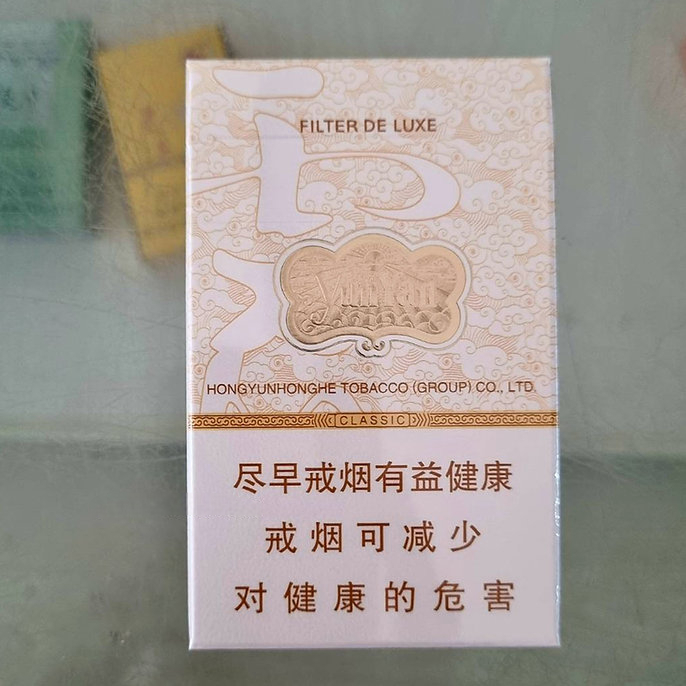 FILTER DE LUXE
YunYan
HONGYUNHONGHE TOBACCO (GROUP) CO., LTD.
CLASSIC
尽早戒烟有益健康
戒烟可减少
对健康的危害